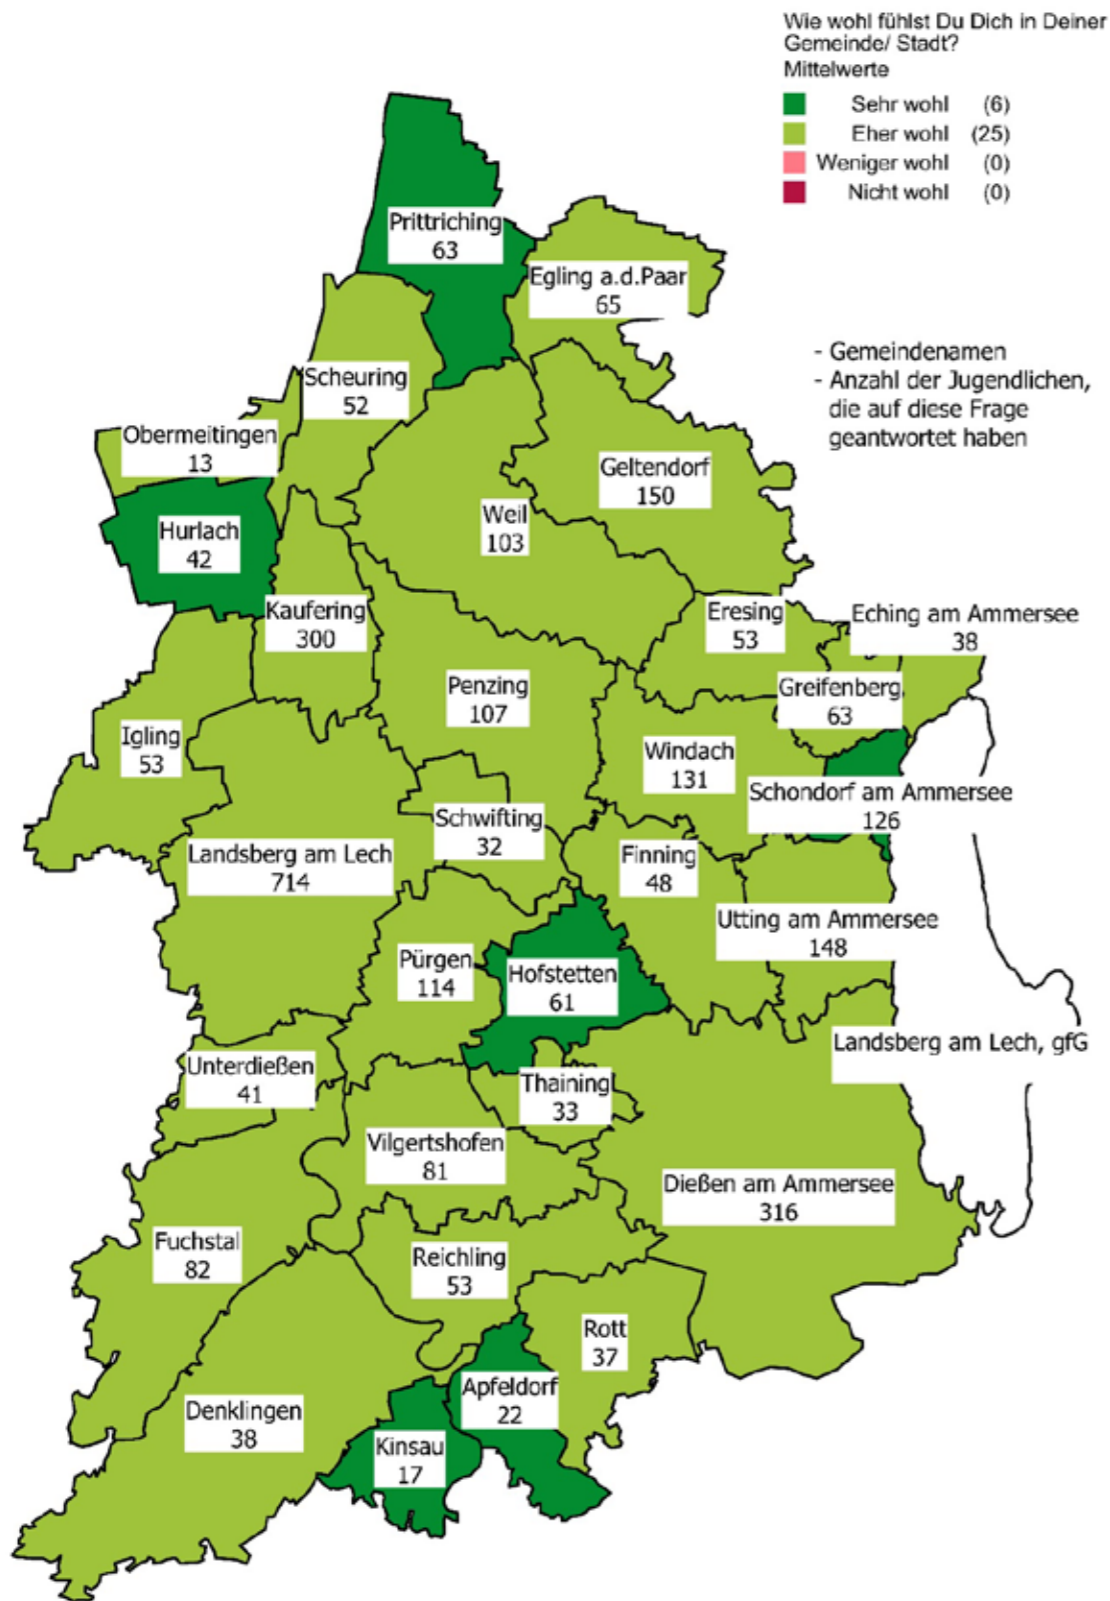 Wie wohl fühlst Du Dich in Deiner
Gemeinde/ Stadt?
Mittelwerte
Sehr wohl (6)
Eher wohl (25)
Weniger wohl (0)
Nicht wohl (0)
Prittriching
63
Egling a.d.Paar
65
- Gemeindenamen
- Anzahl der Jugendlichen,
die auf diese Frage
geantwortet haben
Scheuring
52
Obermeitingen
13
Geltendorf
150
Weil
103
Hurlach
42
Kaufering
300
Eresing
53
Eching am Ammersee
38
Penzing
107
Greifenberg
63
Igling
53
Windach
131
Schondorf am Ammersee
126
Schwifting
32
Landsberg am Lech
714
Finning
48
Utting am Ammersee
148
Pürgen
114
Hofstetten
61
Landsberg am Lech, gfG
Unterdießen
41
Thaining
33
Vilgertshofen
81
Dießen am Ammersee
316
Fuchstal
82
Reichling
53
Rott
37
Apfeldorf
22
Denklingen
38
Kinsau
17